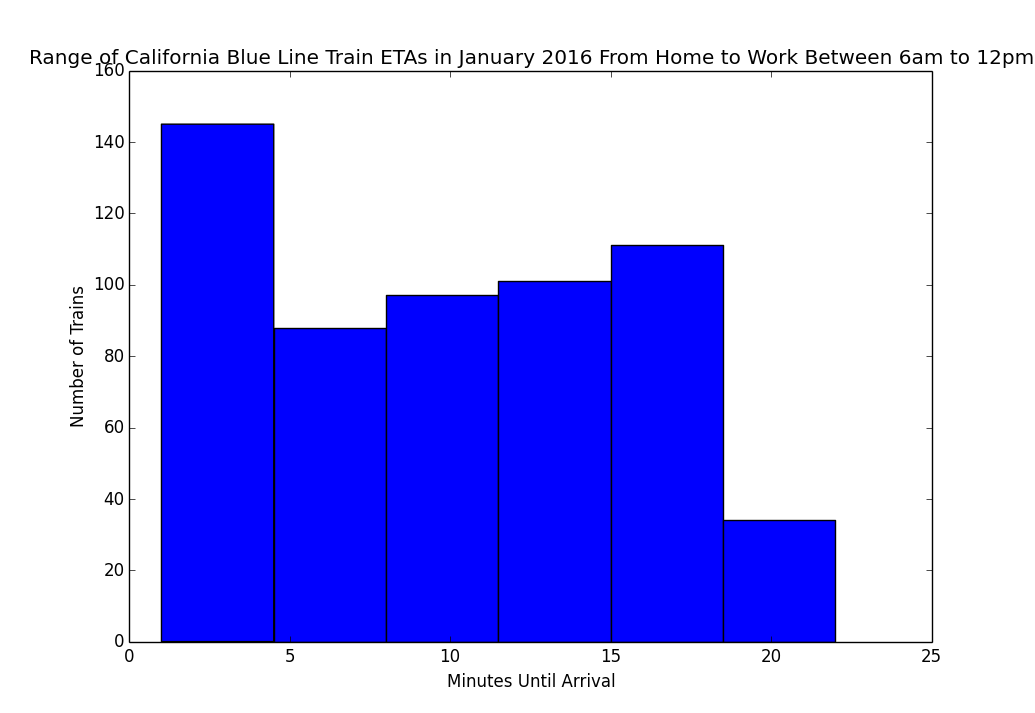 Range of California Blue Line Train ETAs in January 2016 From Home to Work Between 6am to 12pm
160
140
120
100
80
60
40
20
0
Number of Trains
0 5 10 15 20 25
Minutes Until Arrival